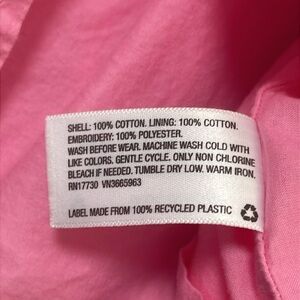 SHELL: 100% COTTON. LINING: 100% COTTON.
EMBROIDERY: 100% POLYESTER.
WASH BEFORE WEAR. MACHINE WASH COLD WITH
LIKE COLORS. GENTLE CYCLE. ONLY NON CHLORINE
BLEACH IF NEEDED. TUMBLE DRY LOW. WARM IRON.
RN17730 VN3665963
LABEL MADE FROM 100% RECYCLED PLASTIC